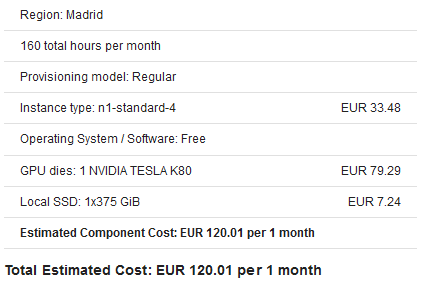 Region: Madrid
160 total hours per month
Provisioning model: Regular
Instance type: n1-standard-4 EUR 33.48
Operating System / Software: Free
GPU dies: 1 NVIDIA TESLA K80 EUR 79.29
Local SSD: 1x375 GiB EUR 7.24
Estimated Component Cost: EUR 120.01 per 1 month
Total Estimated Cost: EUR 120.01 per 1 month